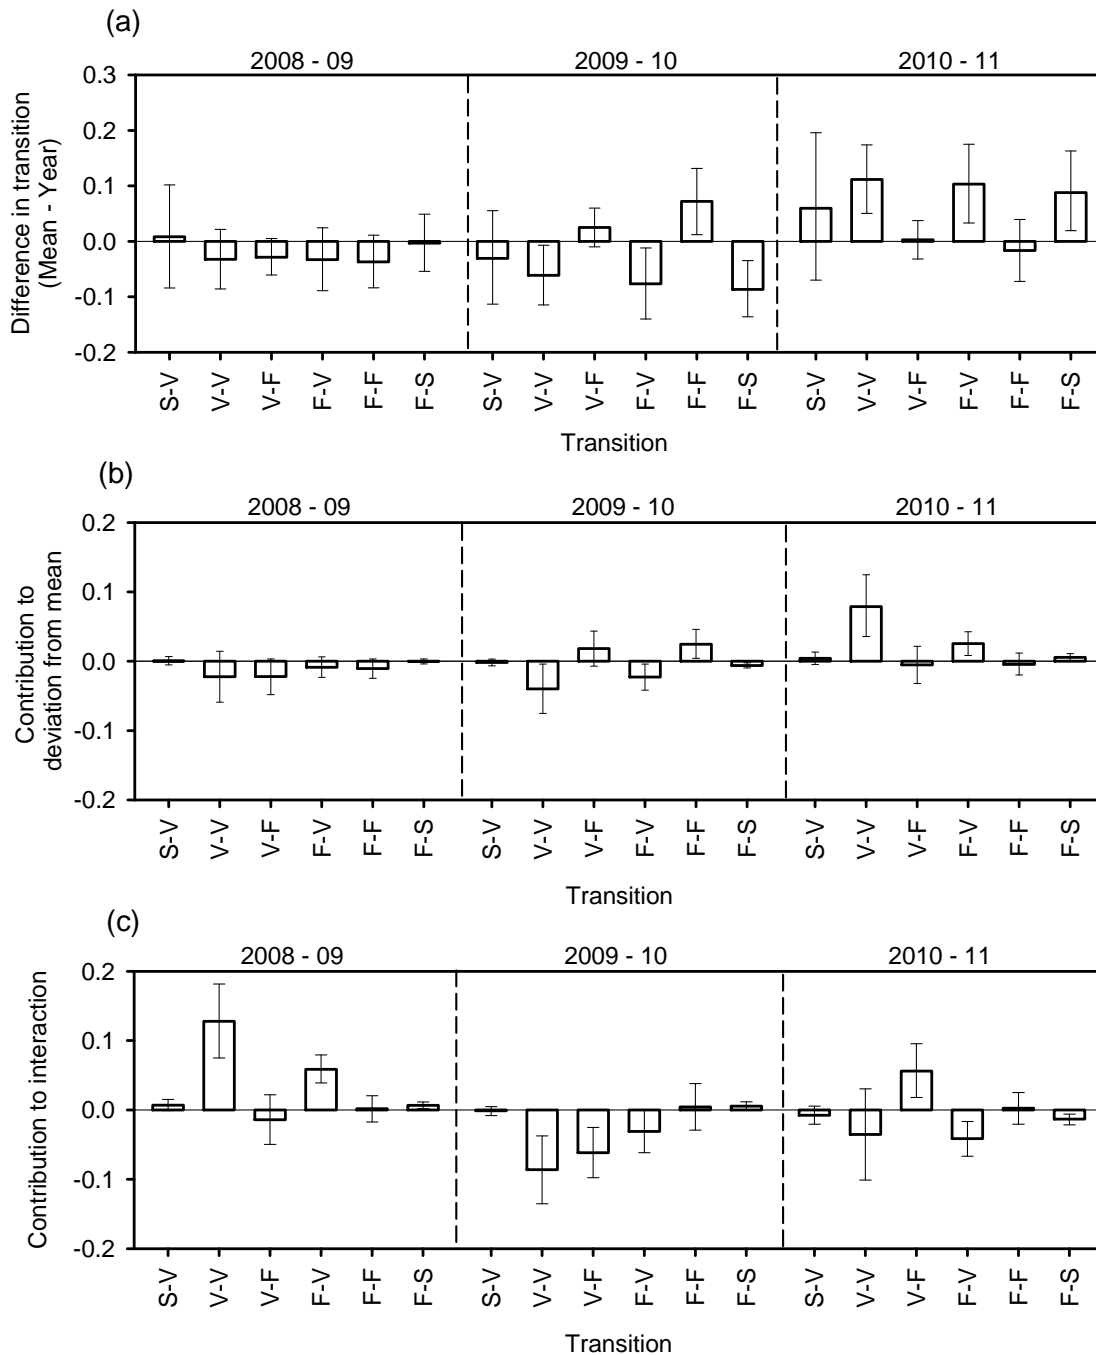 (a)
2008 - 09 2009 - 10 2010 - 11
Difference in transition
(Mean - Year)
0.3
0.2
0.1
0.0
-0.1
-0.2
S-V V-V V-F F-V F-F F-S S-V V-V V-F F-V F-F F-S S-V V-V V-F F-V F-F F-S
Transition
(b)
2008 - 09 2009 - 10 2010 - 11
Contribution to
deviation from mean
0.2
0.1
0.0
-0.1
-0.2
S-V V-V V-F F-V F-F F-S S-V V-V V-F F-V F-F F-S S-V V-V V-F F-V F-F F-S
Transition
(c)
2008 - 09 2009 - 10 2010 - 11
Contribution to interaction
0.2
0.1
0.0
-0.1
-0.2
S-V V-V V-F F-V F-F F-S S-V V-V V-F F-V F-F F-S S-V V-V V-F F-V F-F F-S
Transition